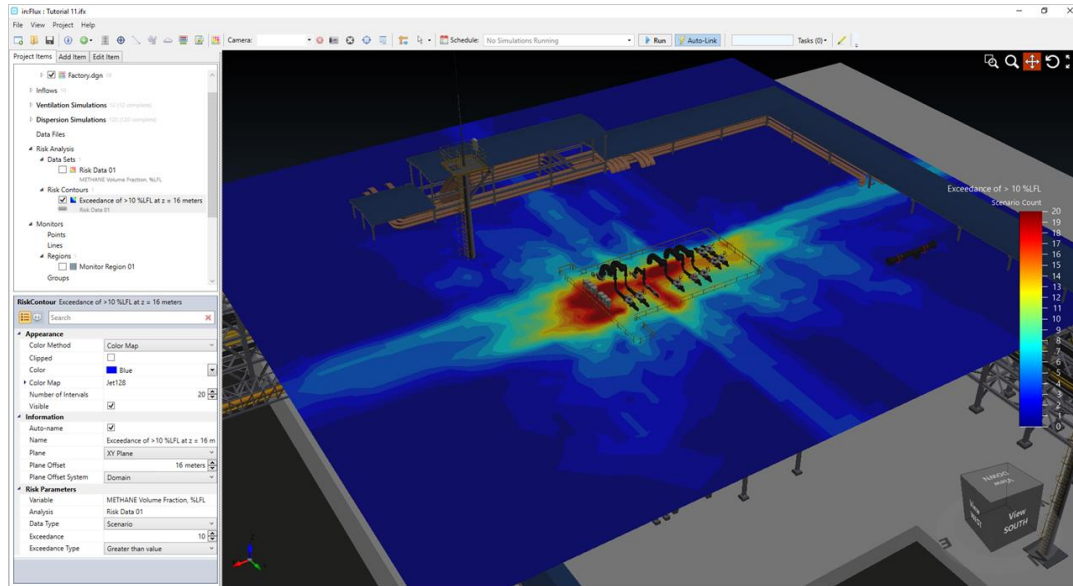 in:Flux : Tutorial 11.ifx
File View Project Help
Camera:
Schedule: No Simulations Running
Run
Auto-Link
Tasks (0)
Project Items Add Item Edit Item
Factory.dgn
Inflows
Ventilation Simulations
Dispersion Simulations
Data Files
Risk Analysis
Data Sets
Risk Data 01
METHANE Volume Fraction, %LFL
Risk Contours
Exceedance of >10 %LFL at z = 16 meters
Risk Data 01
Monitors
Points
Lines
Regions
Monitor Region 01
Groups
RiskContour Exceedance of >10 %LFL at z = 16 meters
Search
Appearance
Color Method Color Map
Clipped
Color Blue
Color Map Jet128
Number of Intervals 20
Visible
Information
Auto-name
Name Exceedance of >10 %LFL at z = 16 m
Plane XY Plane
Plane Offset 16 meters
Plane Offset System Domain
Risk Parameters
Variable METHANE Volume Fraction, %LFL
Analysis Risk Data 01
Data Type Scenario
Exceedance 10
Exceedance Type Greater than value
Exceedance of > 10 %LFL
Scenario Count
20
19
18
17
16
15
14
13
12
11
10
9
8
7
6
5
4
3
2
1
0
View DOWN
View WEST
View SOUTH